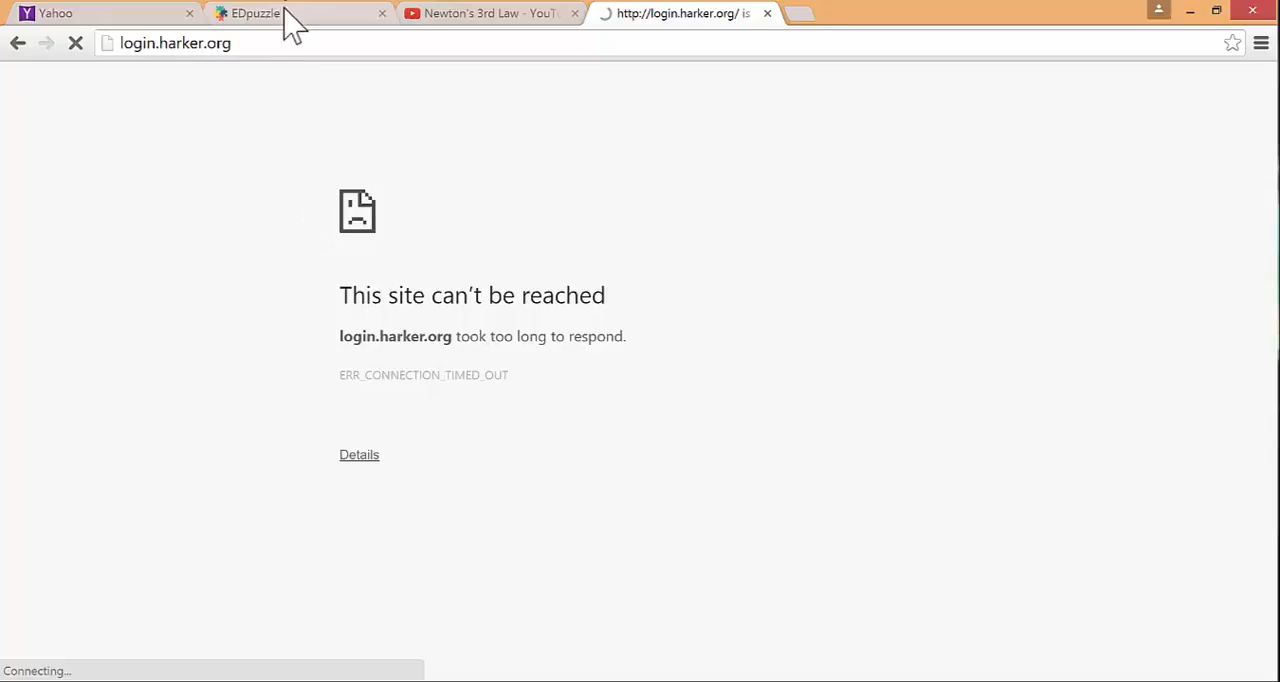 Yahoo
EDpuzzle
Newton's 3rd Law - YouT
http://login.harker.org/ is
login.harker.org
This site can't be reached
login.harker.org took too long to respond.
ERR_CONNECTION_TIMED_OUT
Details
Connecting...